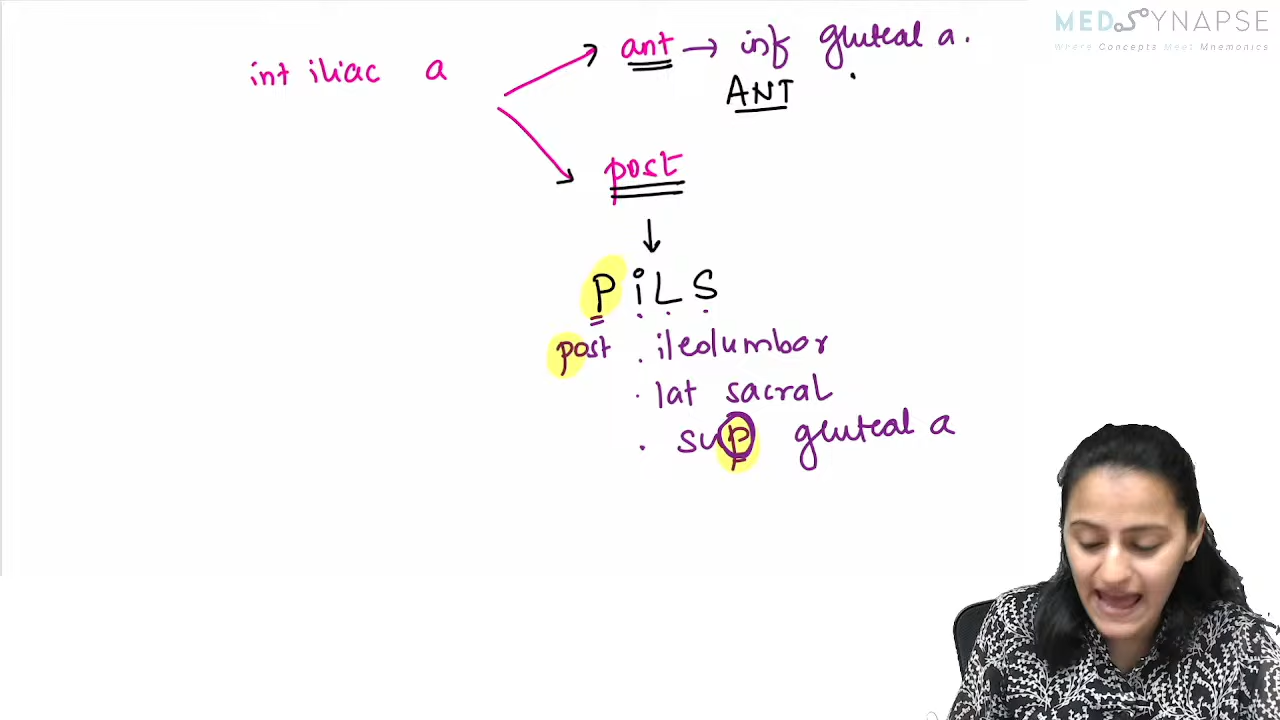 MEDSYNAPSE
Where Concepts Meet Mnemonics
int iliac a
ant → inf gluteal a.
ANT
post
PiLS
post . ileolumbar
. lat sacral
. sup gluteal a